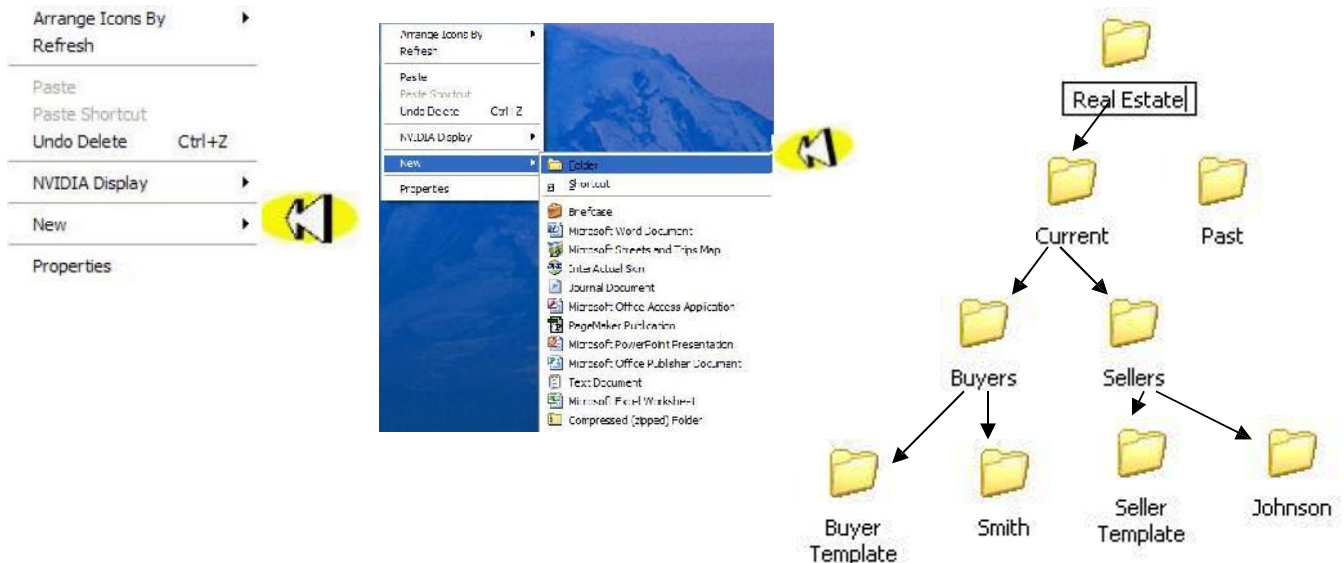 Arrange Icons By
Refresh
Paste
Paste Shortcut
Undo Delete Ctrl+Z
NVIDIA Display
New
Properties
Arrange Icons By
Refresh
Paste
Paste Shortcut
Undo Delete Ctrl+Z
NVIDIA Display
New
Properties
Folder
Shortcut
Briefcase
Microsoft Word Document
Microsoft Streets and Trips Map
InterActual Skin
Journal Document
Microsoft Office Access Application
PageMaker Publication
Microsoft PowerPoint Presentation
Microsoft Office Publisher Document
Text Document
Microsoft Excel Worksheet
Compressed (zipped) Folder
Real Estate
Current Past
Buyers Sellers
Buyer
Template
Smith
Seller
Template
Johnson